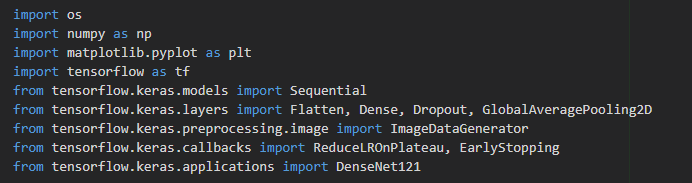 import os
import numpy as np
import matplotlib.pyplot as plt
import tensorflow as tf
from tensorflow.keras.models import Sequential
from tensorflow.keras.layers import Flatten, Dense, Dropout, GlobalAveragePooling2D
from tensorflow.keras.preprocessing.image import ImageDataGenerator
from tensorflow.keras.callbacks import ReduceLROnPlateau, EarlyStopping
from tensorflow.keras.applications import DenseNet121